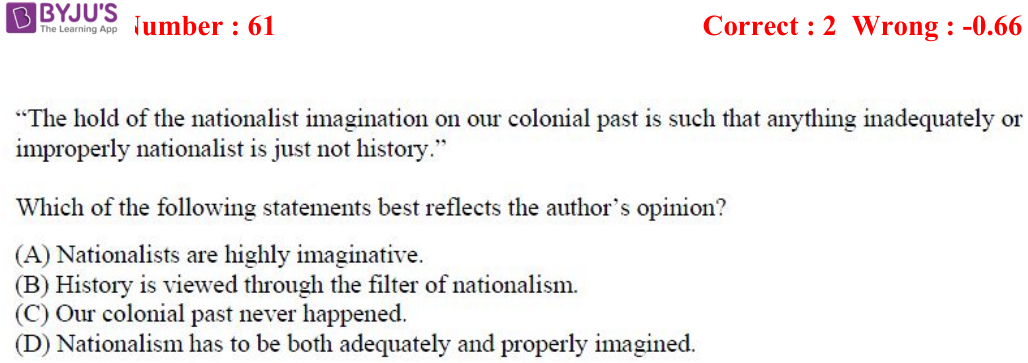 BYJU'S
The Learning App
umber : 61
Correct : 2 Wrong : -0.66
“The hold of the nationalist imagination on our colonial past is such that anything inadequately or
improperly nationalist is just not history.”
Which of the following statements best reflects the author’s opinion?
(A) Nationalists are highly imaginative.
(B) History is viewed through the filter of nationalism.
(C) Our colonial past never happened.
(D) Nationalism has to be both adequately and properly imagined.